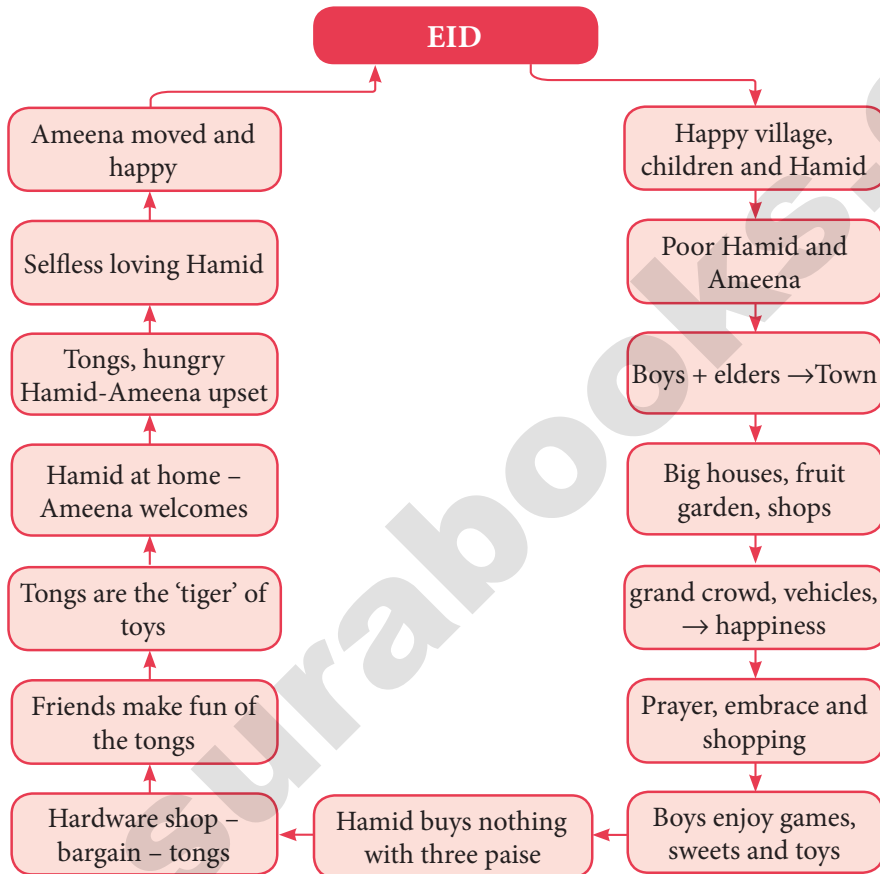 EID
Happy village,
children and Hamid
Poor Hamid and
Ameena
Boys + elders →Town
Big houses, fruit
garden, shops
grand crowd, vehicles,
→ happiness
Prayer, embrace and
shopping
Boys enjoy games,
sweets and toys
Hamid buys nothing
with three paise
Hardware shop –
bargain – tongs
Friends make fun of
the tongs
Tongs are the ‘tiger’ of
toys
Hamid at home –
Ameena welcomes
Tongs, hungry
Hamid-Ameena upset
Selfless loving Hamid
Ameena moved and
happy
surabooks.